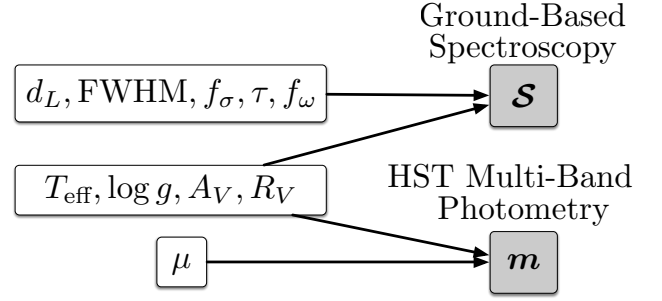 Ground-Based
Spectroscopy
d_L, FWHM, f_σ, τ, f_ω
S
T_eff, log g, A_V, R_V
HST Multi-Band
Photometry
μ
m